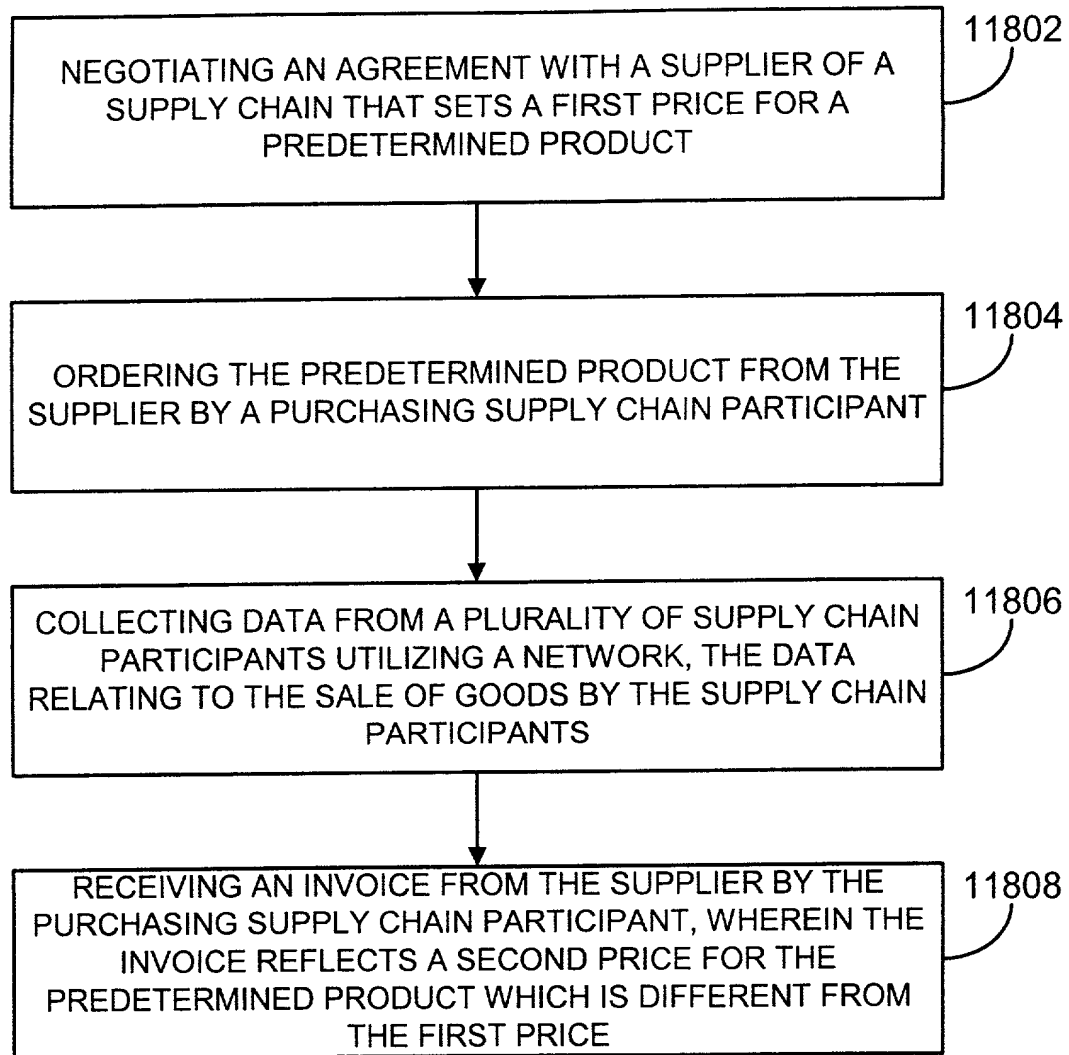 11802
NEGOTIATING AN AGREEMENT WITH A SUPPLIER OF A
SUPPLY CHAIN THAT SETS A FIRST PRICE FOR A
PREDETERMINED PRODUCT
11804
ORDERING THE PREDETERMINED PRODUCT FROM THE
SUPPLIER BY A PURCHASING SUPPLY CHAIN PARTICIPANT
11806
COLLECTING DATA FROM A PLURALITY OF SUPPLY CHAIN
PARTICIPANTS UTILIZING A NETWORK, THE DATA
RELATING TO THE SALE OF GOODS BY THE SUPPLY CHAIN
PARTICIPANTS
11808
RECEIVING AN INVOICE FROM THE SUPPLIER BY THE
PURCHASING SUPPLY CHAIN PARTICIPANT, WHEREIN THE
INVOICE REFLECTS A SECOND PRICE FOR THE
PREDETERMINED PRODUCT WHICH IS DIFFERENT FROM
THE FIRST PRICE